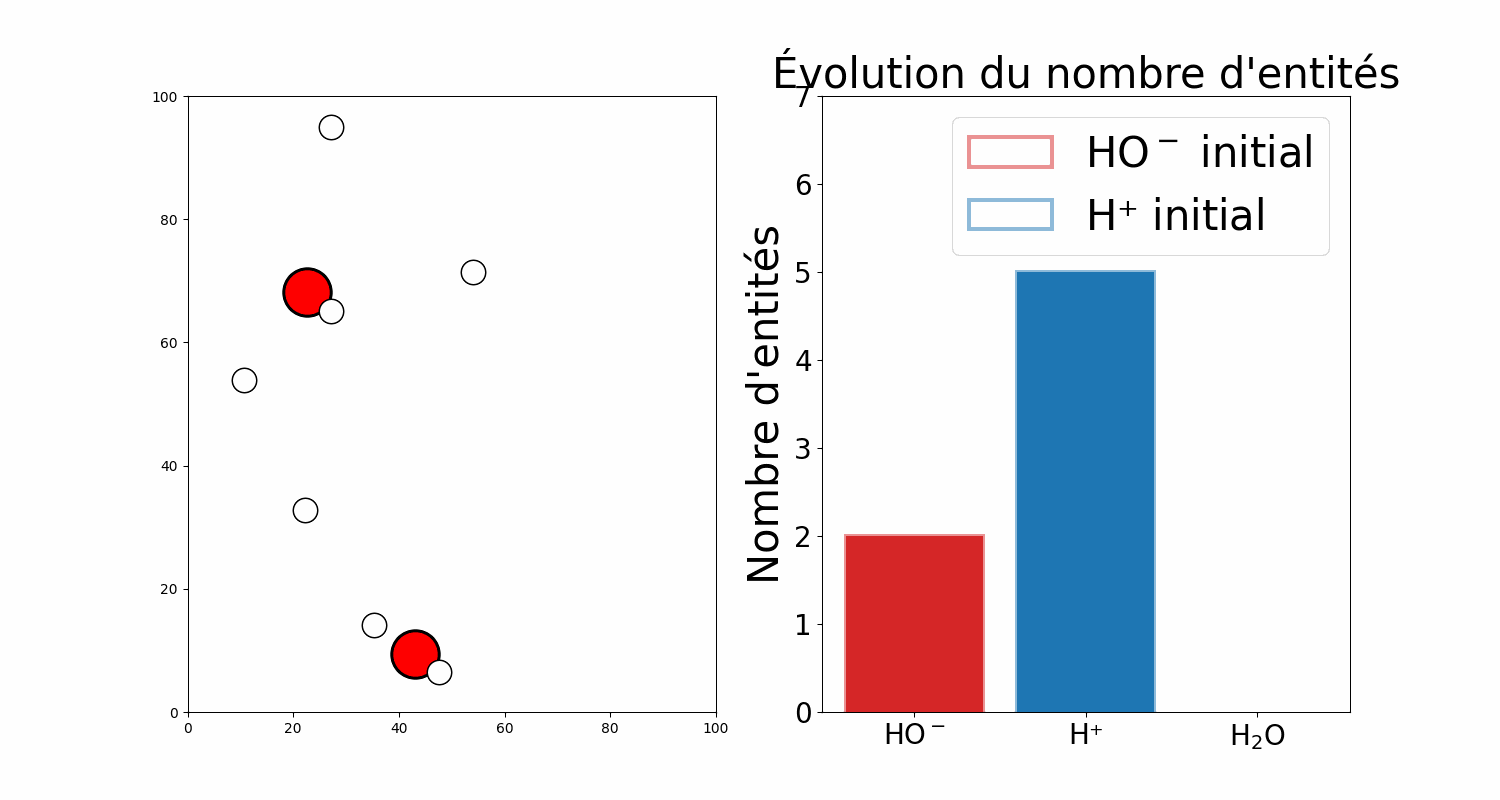 Évolution du nombre d'entités
100
80
60
40
20
0
0 20 40 60 80 100
Nombre d'entités
7
6
5
4
3
2
1
0
HO⁻ initial
H⁺ initial
HO⁻ H⁺ H₂O